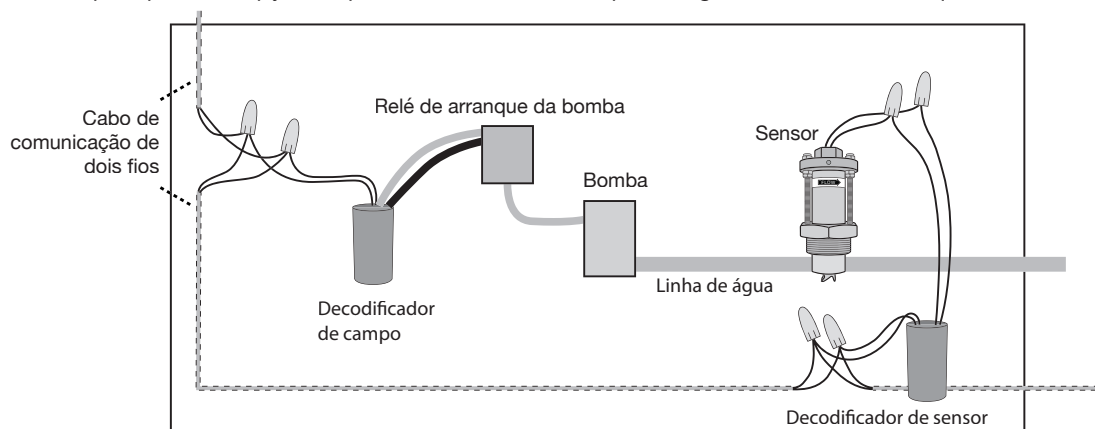 Cabo de
comunicação de
dois fios
Relé de arranque da bomba
Bomba
Sensor
FLOW
Linha de água
Decodificador
de campo
Decodificador de sensor